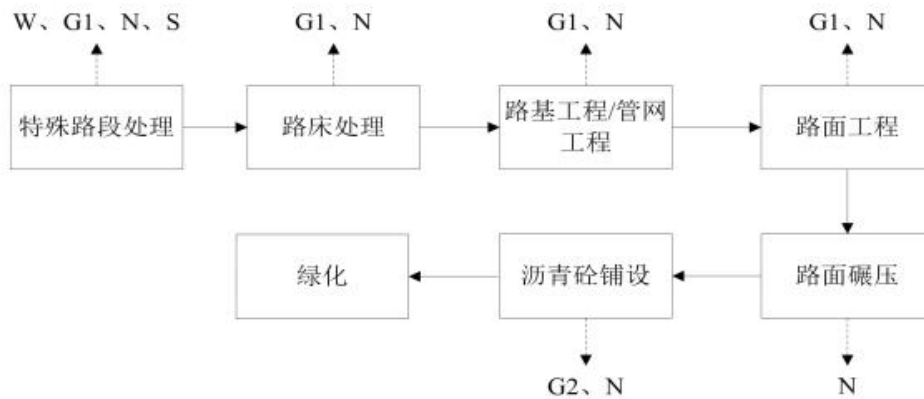 W、G1、N、S
G1、N
G1、N
G1、N
特殊路段处理
路床处理
路基工程/管网
工程
路面工程
绿化
沥青砼铺设
路面碾压
G2、N
N